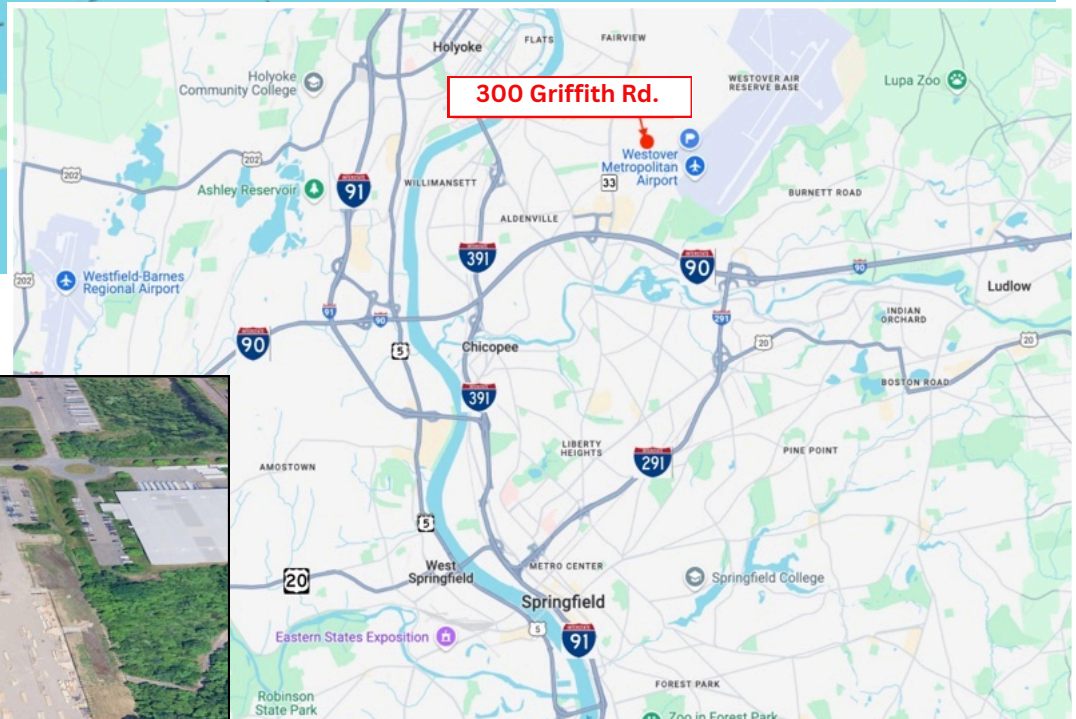 Holyoke
FLATS
FAIRVIEW
Holyoke
Community College
WESTOVER AIR
RESERVE BASE
Lupa Zoo
300 Griffith Rd.
Westover
Metropolitan
Airport
202
202
Ashley Reservoir
91
WILLIMANSETT
33
BURNETT ROAD
ALDENVILLE
391
90
90
202
Westfield-Barnes
Regional Airport
Ludlow
91
90
291
INDIAN
ORCHARD
90
5
Chicopee
20
20
BOSTON ROAD
391
LIBERTY
HEIGHTS
PINE POINT
AMOSTOWN
291
5
West
Springfield
METRO CENTER
20
Springfield College
Springfield
5
91
Eastern States Exposition
FOREST PARK
Robinson
State Park
Zoo in Forest Park